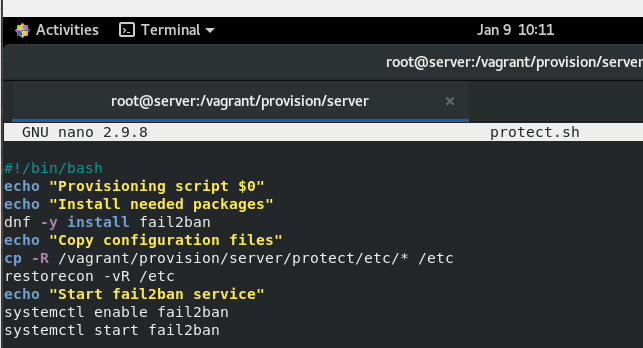 Activities Terminal Jan 9 10:11
root@server:/vagrant/provision/server
root@server:/vagrant/provision/server ×
GNU nano 2.9.8 protect.sh
#!/bin/bash
echo "Provisioning script $0"
echo "Install needed packages"
dnf -y install fail2ban
echo "Copy configuration files"
cp -R /vagrant/provision/server/protect/etc/* /etc
restorecon -vR /etc
echo "Start fail2ban service"
systemctl enable fail2ban
systemctl start fail2ban